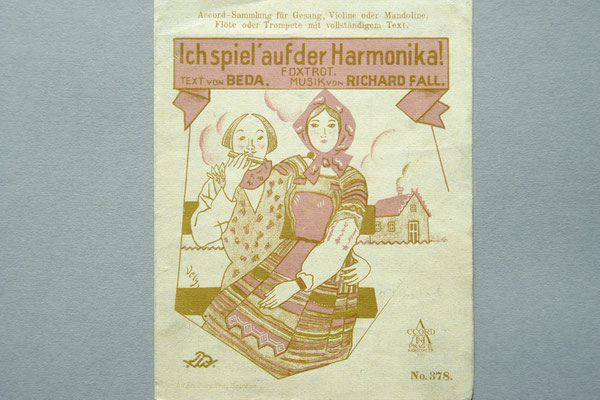 Accord-Sammlung für Gesang, Violine oder Mandoline,
Flöte oder Trompete mit vollständigem Text.
Ich spiel' auf der Harmonika!
FOXTROT.
TEXT VON BEDA. MUSIK VON RICHARD FALL.
ACCORD
No. 378.